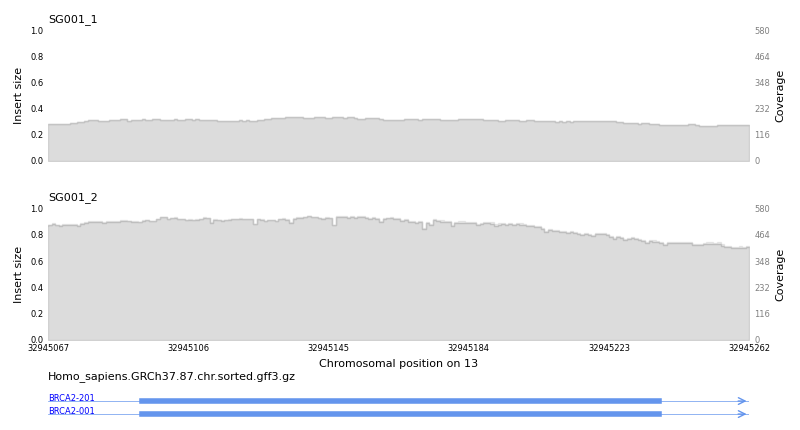 SG001_1
1.0 580
0.8 464
0.6 348
0.4 232
0.2 116
0.0 0
Insert size
Coverage
SG001_2
1.0 580
0.8 464
0.6 348
0.4 232
0.2 116
0.0 0
Insert size
Coverage
32945067 32945106 32945145 32945184 32945223 32945262
Chromosomal position on 13
Homo_sapiens.GRCh37.87.chr.sorted.gff3.gz
BRCA2-201
BRCA2-001